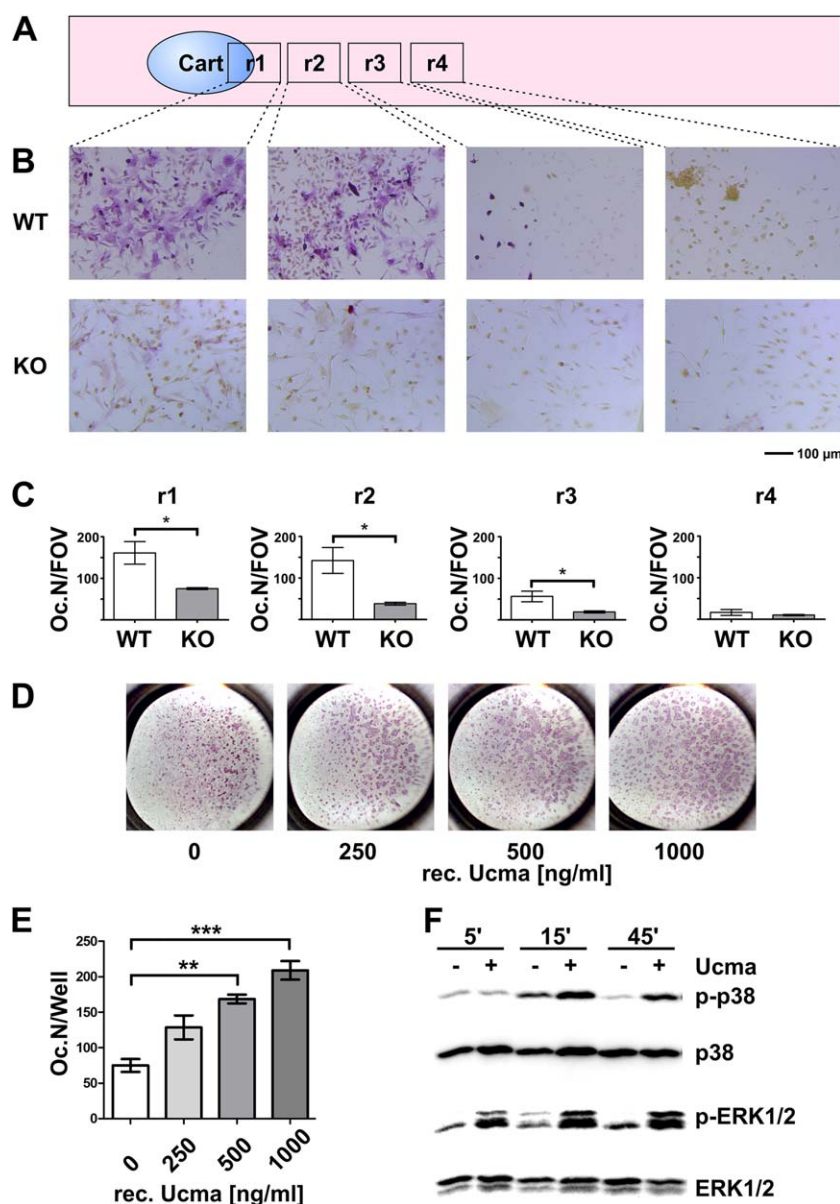 A
Cart r1 r2 r3 r4
B
WT
KO
100 µm
C
r1 r2 r3 r4
Oc.N/FOV 200 100 WT KO * Oc.N/FOV 200 100 WT KO * Oc.N/FOV 200 100 WT KO * Oc.N/FOV 200 100 WT KO
D
0 250 500 1000
rec. Ucma [ng/ml]
E
Oc.N/Well
250
200
150
100
50
0
***
**
0 250 500 1000
rec. Ucma [ng/ml]
F
5' 15' 45'
- + - + - + Ucma
p-p38
p38
p-ERK1/2
ERK1/2